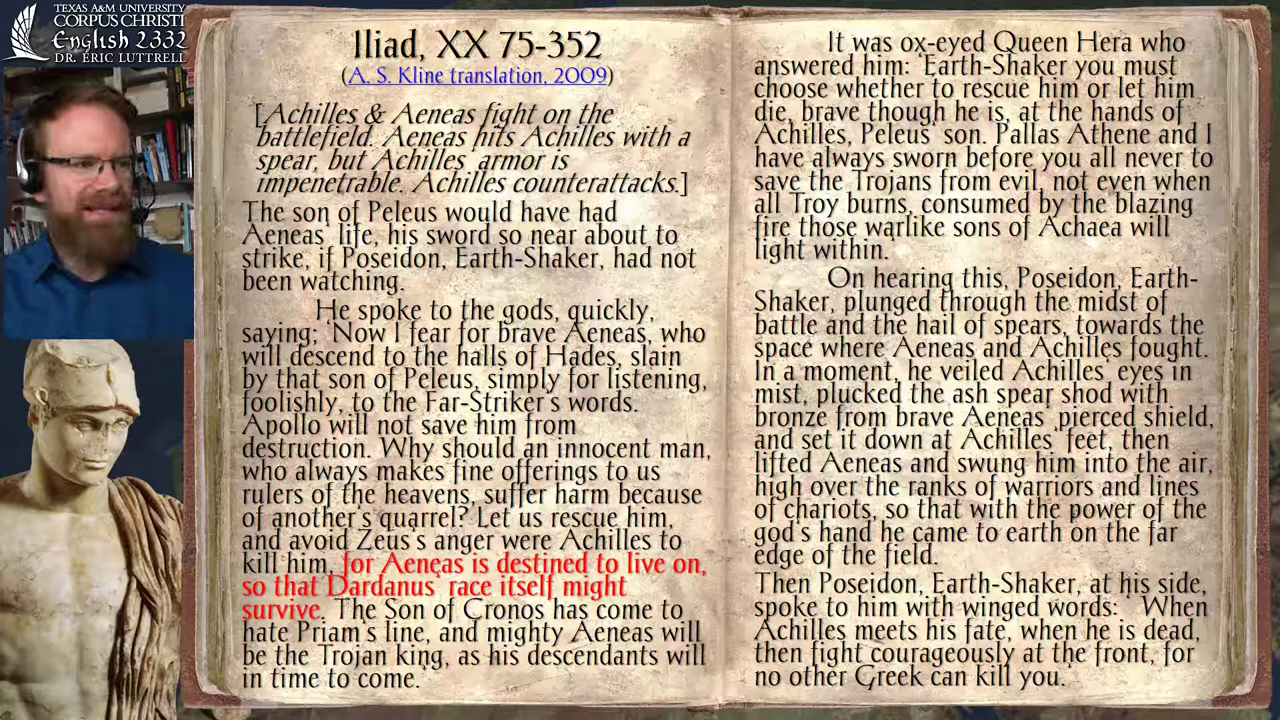 TEXAS A&M UNIVERSITY
CORPUS CHRISTI
English 2332
DR. ERIC LUTTRELL
Iliad, XX 75-352
(A. S. Kline translation, 2009)
[Achilles & Aeneas fight on the
battlefield. Aeneas hits Achilles with a
spear, but Achilles' armor is
impenetrable. Achilles counterattacks.]
The son of Peleus would have had
Aeneas' life, his sword so near about to
strike, if Poseidon, Earth-Shaker, had not
been watching.
He spoke to the gods, quickly,
saying; 'Now I fear for brave Aeneas, who
will descend to the halls of Hades, slain
by that son of Peleus, simply for listening,
foolishly, to the Far-Striker's words.
Apollo will not save him from
destruction. Why should an innocent man,
who always makes fine offerings to us
rulers of the heavens, suffer harm because
of another's quarrel? Let us rescue him,
and avoid Zeus's anger were Achilles to
kill him, for Aeneas is destined to live on,
so that Dardanus' race itself might
survive. The Son of Cronos has come to
hate Priam's line, and mighty Aeneas will
be the Trojan king, as his descendants will
in time to come.'
It was ox-eyed Queen Hera who
answered him: 'Earth-Shaker you must
choose whether to rescue him or let him
die, brave though he is, at the hands of
Achilles, Peleus' son. Pallas Athene and I
have always sworn before you all never to
save the Trojans from evil, not even when
all Troy burns, consumed by the blazing
fire those warlike sons of Achaea will
light within.'
On hearing this, Poseidon, Earth-
Shaker, plunged through the midst of
battle and the hail of spears, towards the
space where Aeneas and Achilles fought.
In a moment, he veiled Achilles' eyes in
mist, plucked the ash spear shod with
bronze from brave Aeneas' pierced shield,
and set it down at Achilles' feet, then
lifted Aeneas and swung him into the air,
high over the ranks of warriors and lines
of chariots, so that with the power of the
god's hand he came to earth on the far
edge of the field.
Then Poseidon, Earth-Shaker, at his side,
spoke to him with winged words: 'When
Achilles meets his fate, when he is dead,
then fight courageously at the front, for
no other Greek can kill you.'